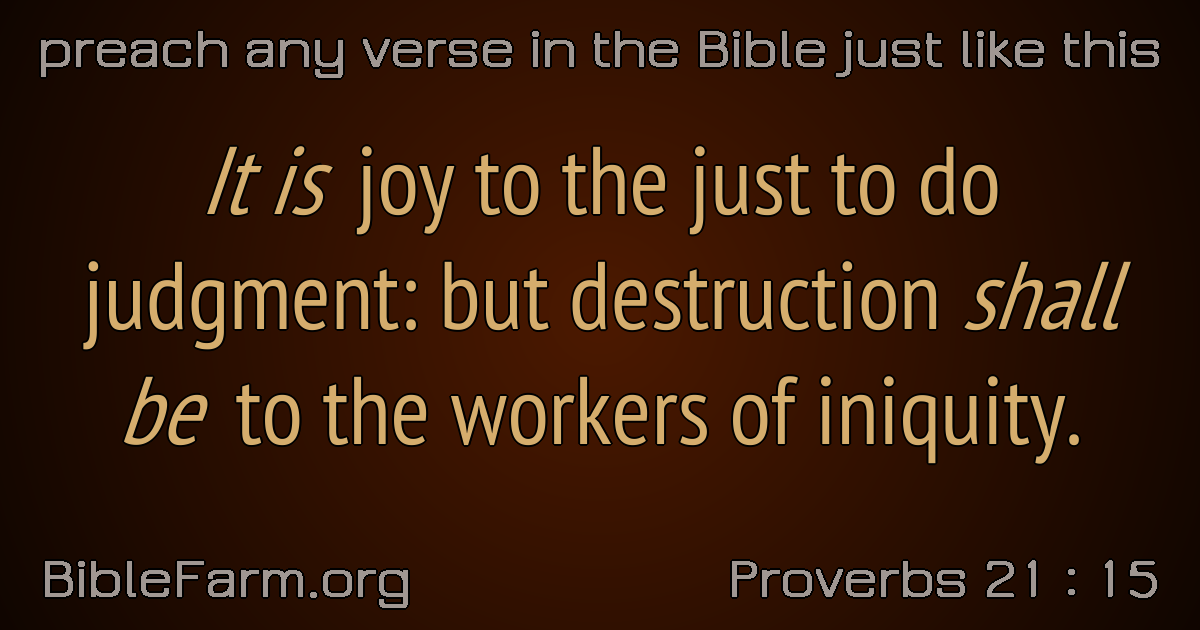 preach any verse in the Bible just like this
It is joy to the just to do
judgment: but destruction shall
be to the workers of iniquity.
BibleFarm.org
Proverbs 21 : 15